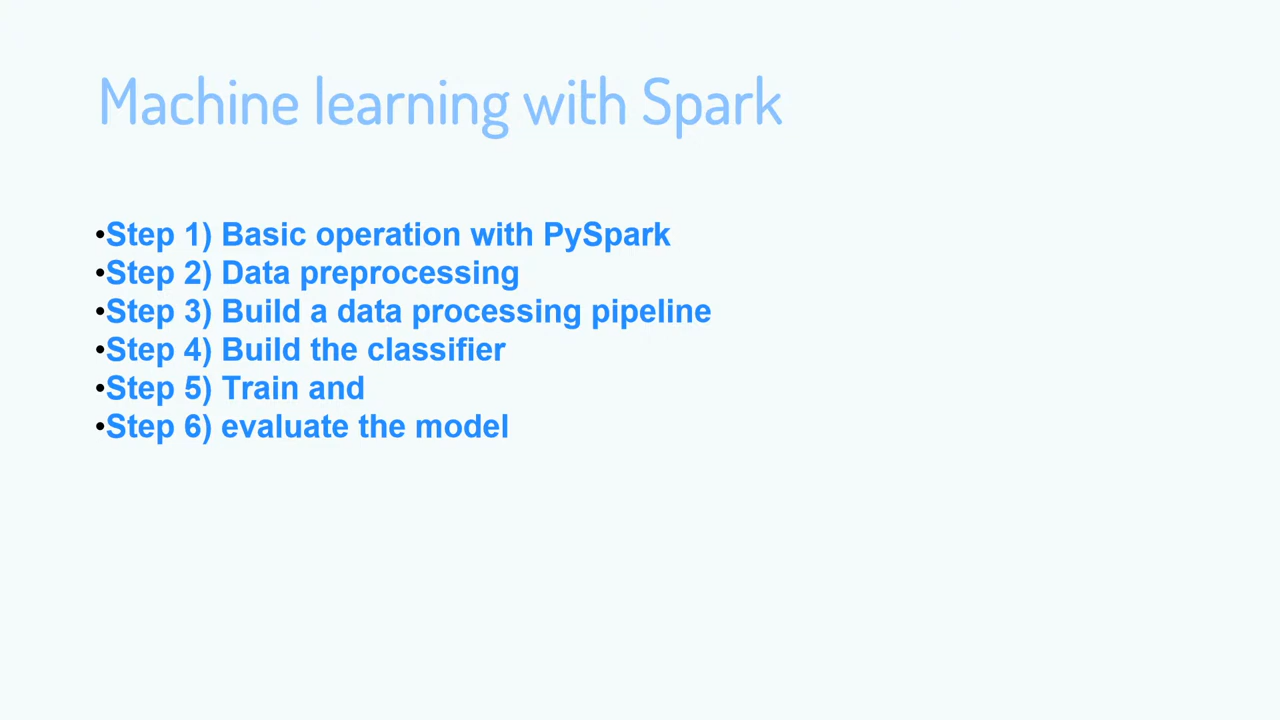 Machine learning with Spark
•Step 1) Basic operation with PySpark
•Step 2) Data preprocessing
•Step 3) Build a data processing pipeline
•Step 4) Build the classifier
•Step 5) Train and
•Step 6) evaluate the model